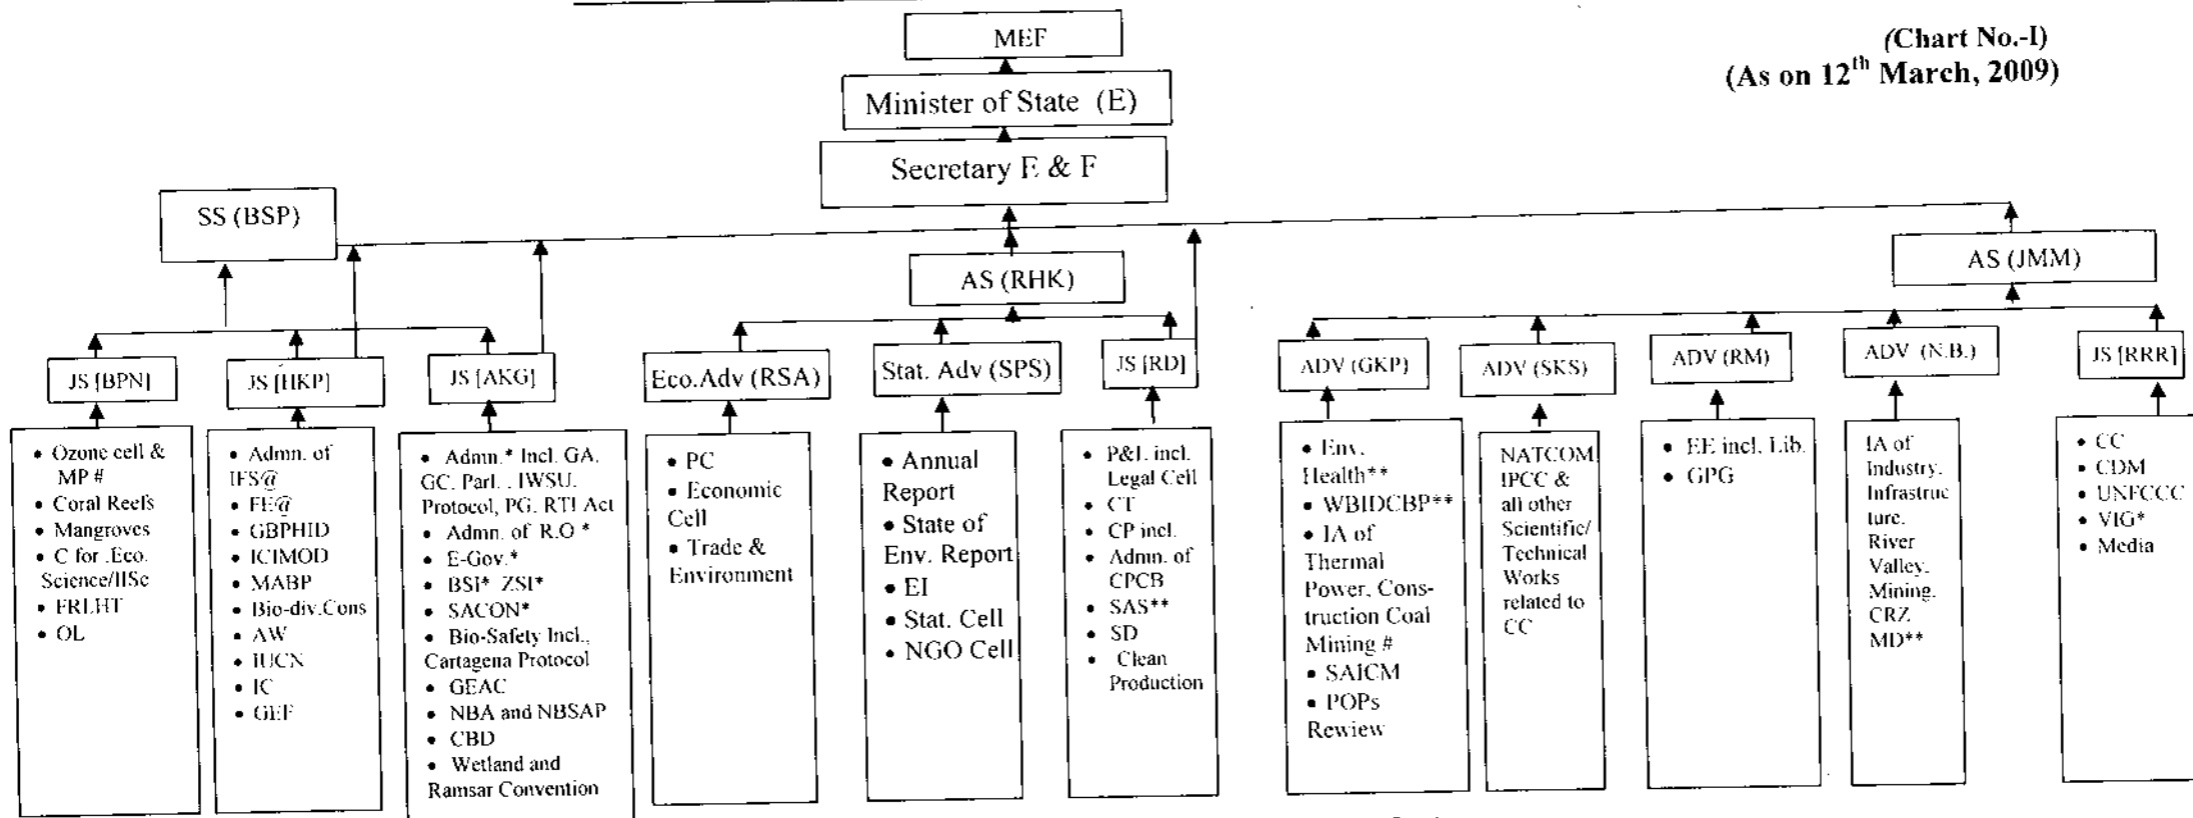 (Chart No.-I)
(As on 12th March, 2009)
MEF
Minister of State (E)
Secretary E & F
SS (BSP)
AS (RHK)
AS (JMM)
JS [BPN]
JS [HKP]
JS [AKG]
Eco.Adv (RSA)
Stat. Adv (SPS)
JS [RD]
ADV (GKP)
ADV (SKS)
ADV (RM)
ADV (N.B.)
JS [RRR]
• Ozone cell &
MP #
• Coral Reefs
• Mangroves
• C for .Eco.
Science/IISc
• FRLHT
• OL
• Admn. of
IFS@
• FE@
• GBPHID
• ICIMOD
• MABP
• Bio-div.Cons
• AW
• IUCN
• IC
• GEF
• Admn.* Incl. GA.
GC. Parl. . IWSU.
Protocol, PG. RTI Act
• Admn. of R.O *
• E-Gov.*
• BSI* ZSI*
• SACON*
• Bio-Safety Incl.,
Cartagena Protocol
• GEAC
• NBA and NBSAP
• CBD
• Wetland and
Ramsar Convention
• PC
• Economic
Cell
• Trade &
Environment
• Annual
Report
• State of
Env. Report
• EI
• Stat. Cell
• NGO Cell
• P&L incl.
Legal Cell
• CT
• CP incl.
• Admn. of
CPCB
• SAS**
• SD
• Clean
Production
• Env.
Health**
• WBIDCBP**
• IA of
Thermal
Power, Cons-
truction Coal
Mining #
• SAICM
• POPs
Rewiew
NATCOM
IPCC &
all other
Scientific/
Technical
Works
related to
CC
• EE incl. Lib.
• GPG
IA of
Industry.
Infrastruc
ture.
River
Valley.
Mining.
CRZ
MD**
• CC
• CDM
• UNFCCC
• VIG*
• Media